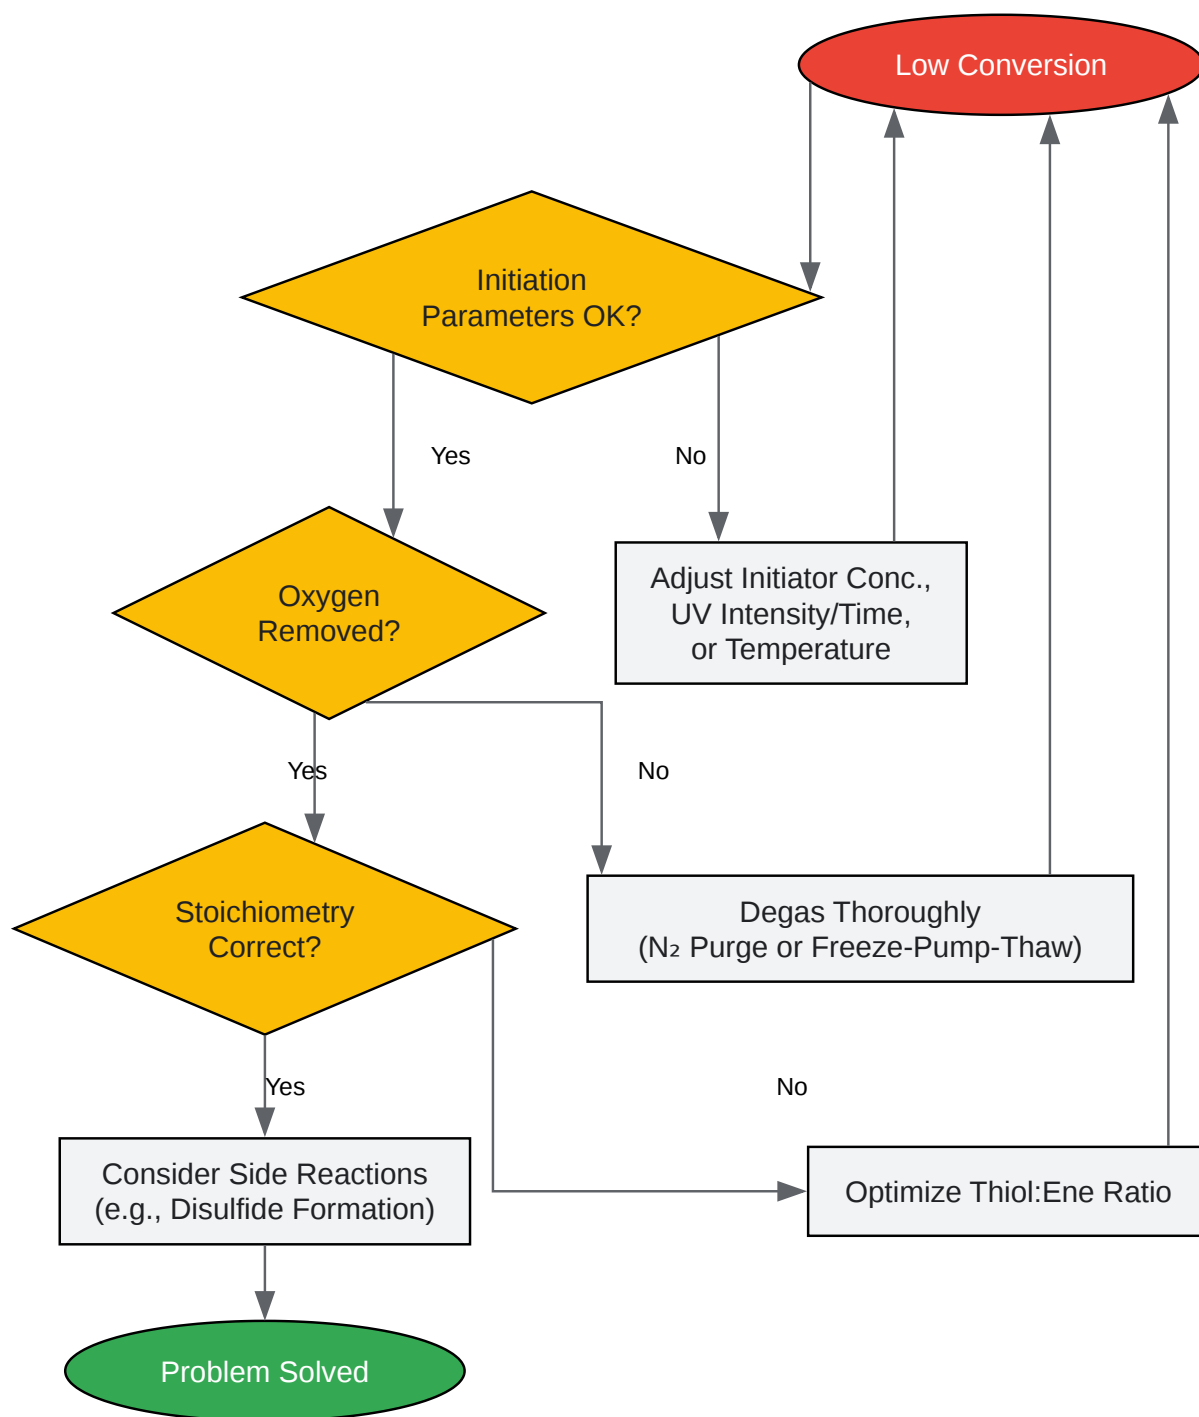 Low Conversion
Initiation
Parameters OK?
Yes
No
Oxygen
Removed?
Adjust Initiator Conc.,
UV Intensity/Time,
or Temperature
Yes
No
Stoichiometry
Correct?
Degas Thoroughly
(N₂ Purge or Freeze-Pump-Thaw)
Yes
No
Consider Side Reactions
(e.g., Disulfide Formation)
Optimize Thiol:Ene Ratio
Problem Solved